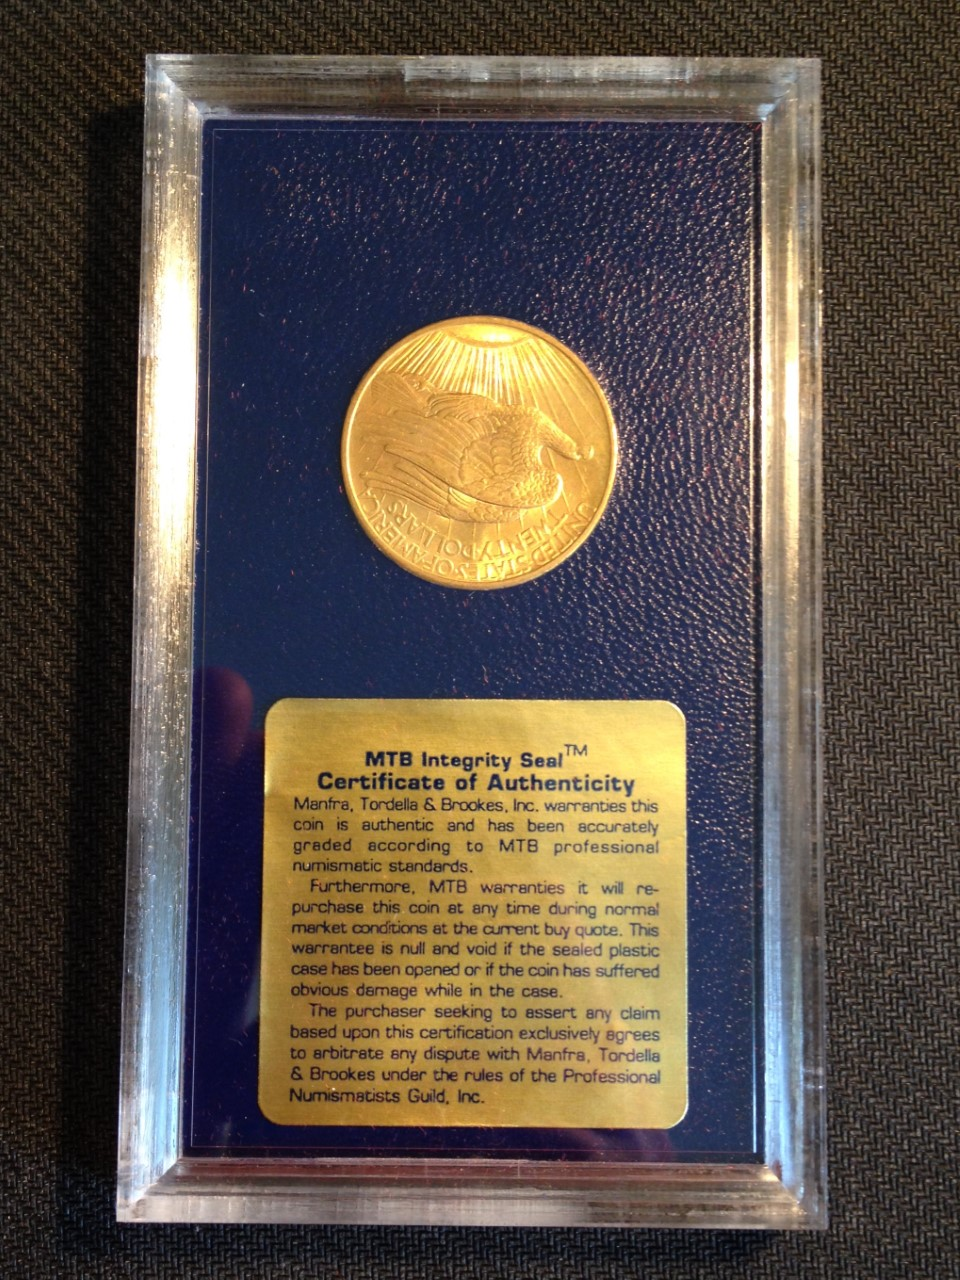 UNITED STATES OF AMERICA
TWENTY DOLLARS
MTB Integrity Seal™
Certificate of Authenticity
Manfra, Tordella & Brookes, Inc. warranties this
coin is authentic and has been accurately
graded according to MTB professional
numismatic standards.
Furthermore, MTB warranties it will re-
purchase this coin at any time during normal
market conditions at the current buy quote. This
warrantee is null and void if the sealed plastic
case has been opened or if the coin has suffered
obvious damage while in the case.
The purchaser seeking to assert any claim
based upon this certification exclusively agrees
to arbitrate any dispute with Manfra, Tordella
& Brookes under the rules of the Professional
Numismatists Guild, Inc.